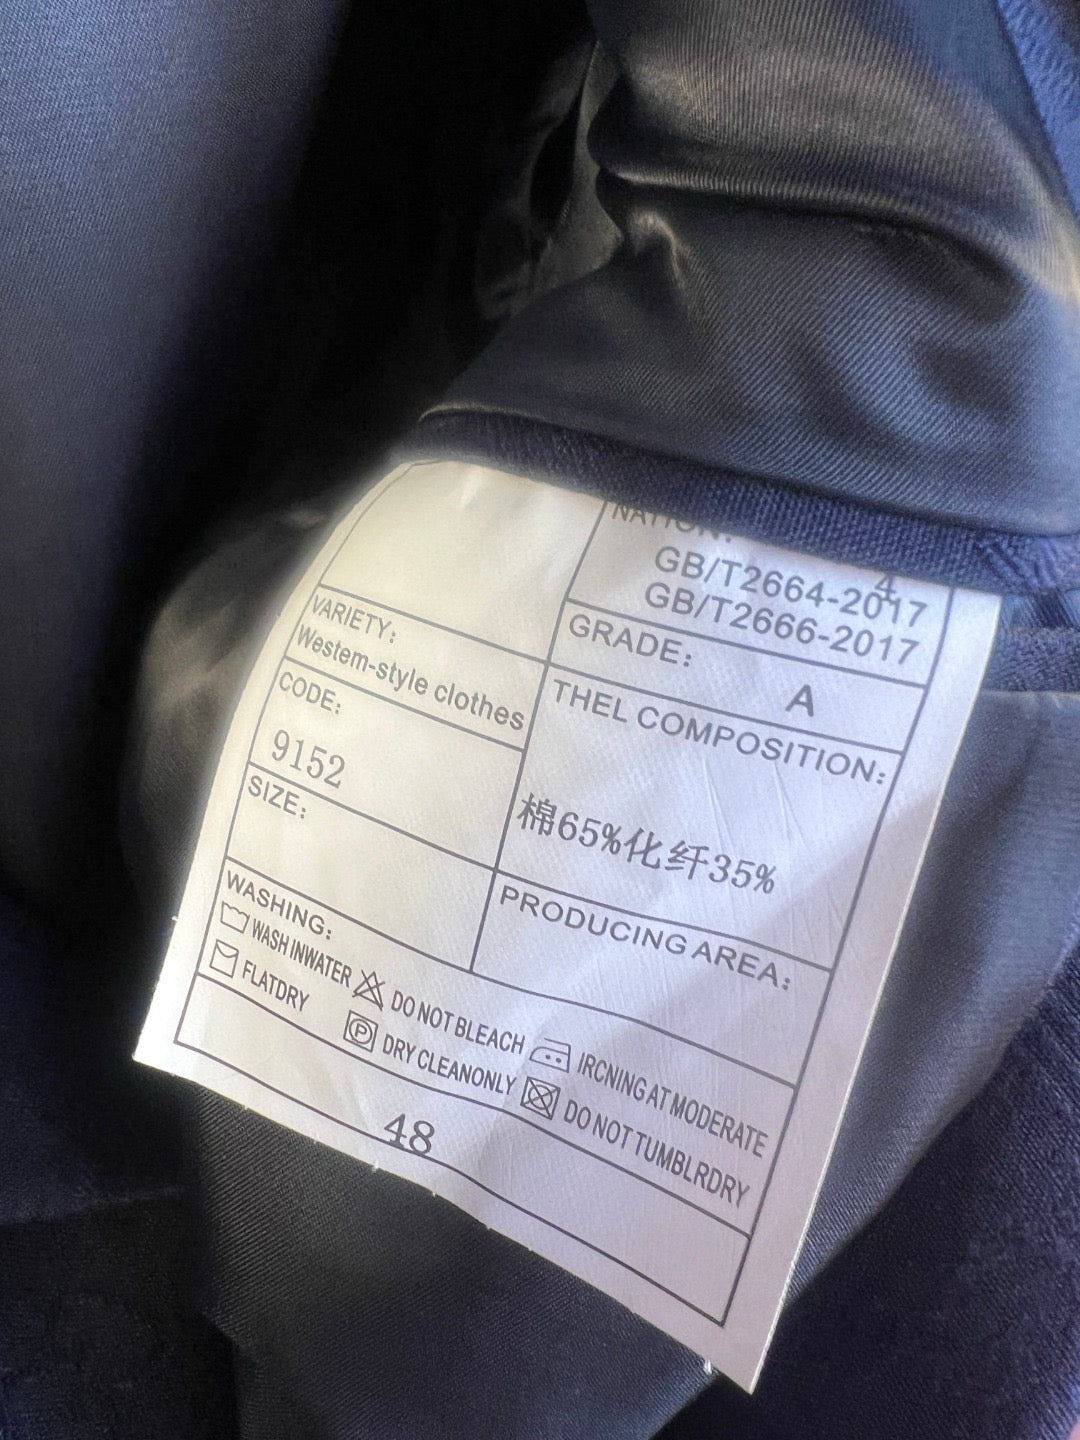 NATION:
4
GB/T2664-2017
GB/T2666-2017
GRADE:
A
VARIETY:
Westem-style clothes
CODE:
9152
SIZE:
THEL COMPOSITION:
棉65%化纤35%
PRODUCING AREA:
WASHING:
WASH INWATER DO NOT BLEACH IRCNING AT MODERATE
FLATDRY DRY CLEANONLY DO NOT TUMBLRDRY
48